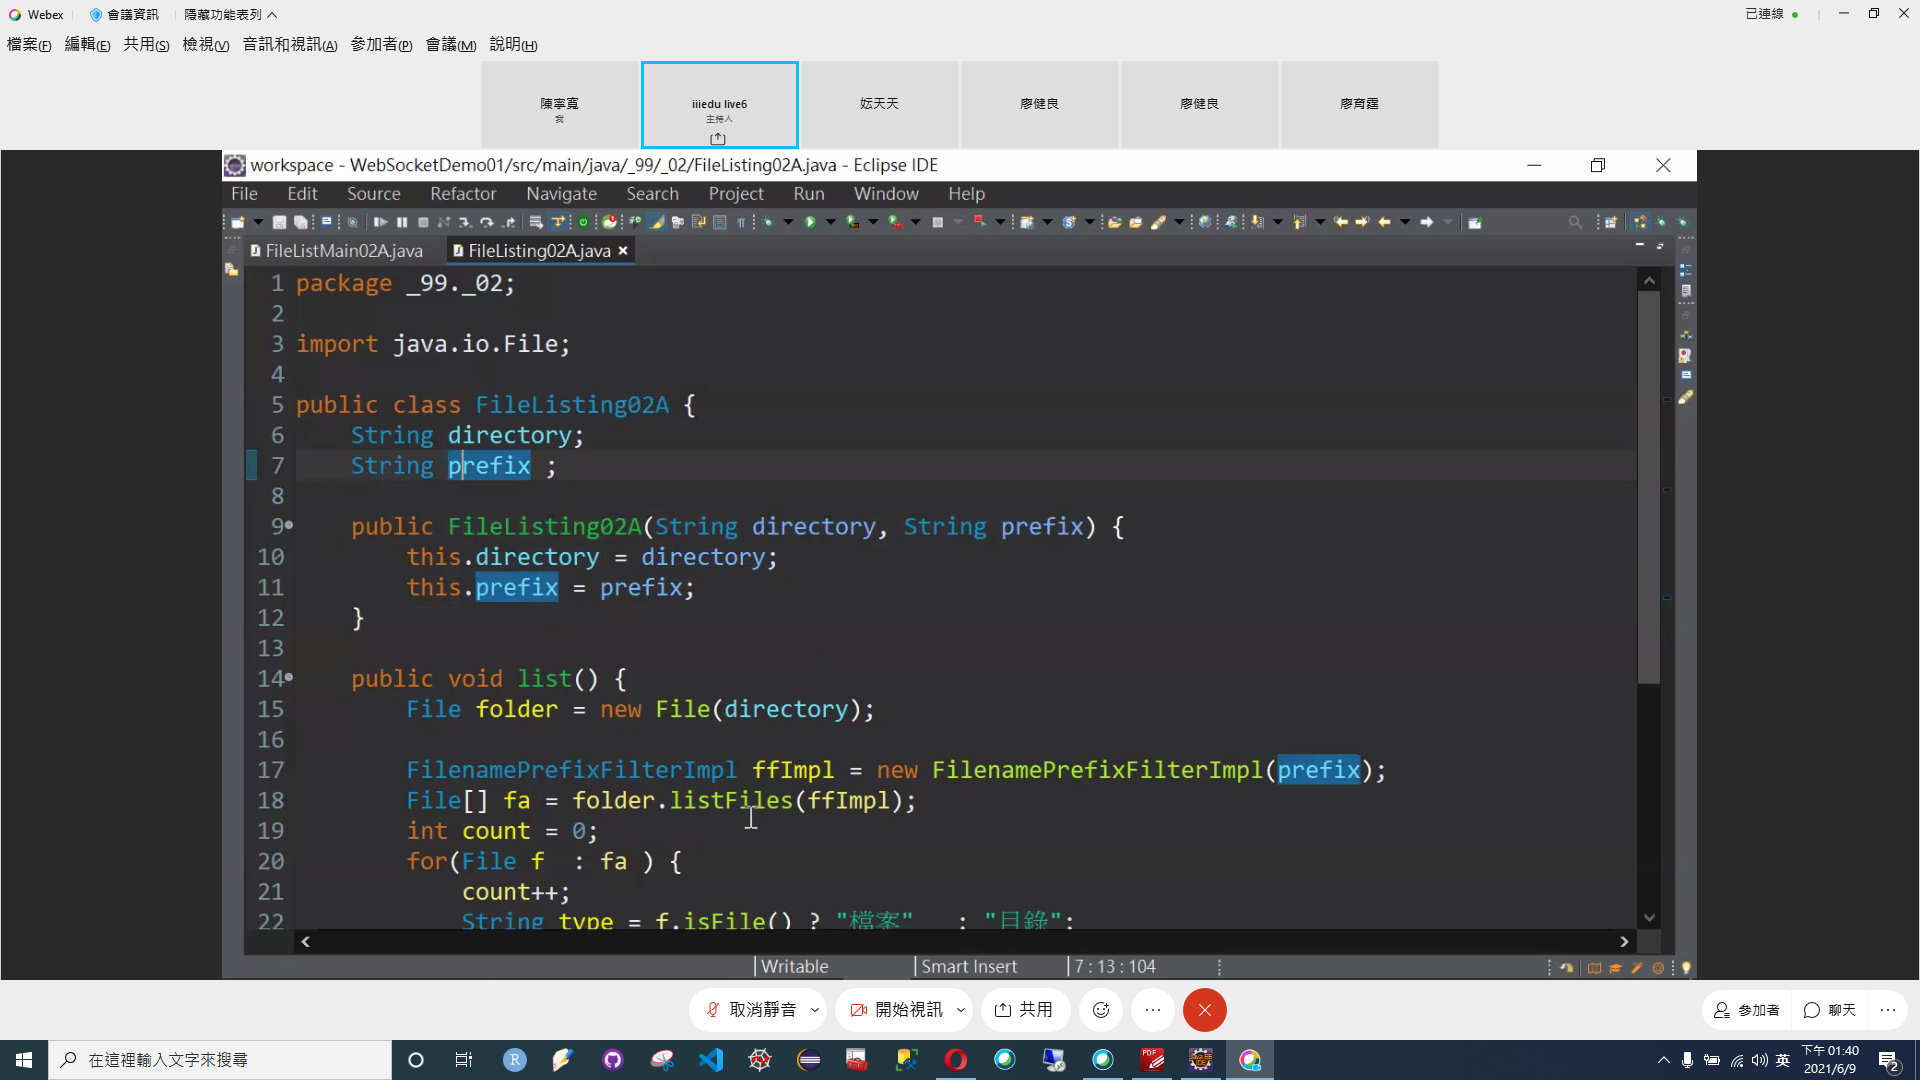 Webex 會議資訊 隱藏功能表列 已連線
檔案(F) 編輯(E) 共用(S) 檢視(V) 音訊和視訊(A) 參加者(P) 會議(M) 說明(H)
陳寧寬
我
iiiedu live6
主持人
妘天天
廖健良
廖健良
廖育霆
workspace - WebSocketDemo01/src/main/java/_99/_02/FileListing02A.java - Eclipse IDE
File Edit Source Refactor Navigate Search Project Run Window Help
FileListMain02A.java FileListing02A.java
1 package _99._02;
2
3 import java.io.File;
4
5 public class FileListing02A {
6 String directory;
7 String prefix ;
8
9 public FileListing02A(String directory, String prefix) {
10 this.directory = directory;
11 this.prefix = prefix;
12 }
13
14 public void list() {
15 File folder = new File(directory);
16
17 FilenamePrefixFilterImpl ffImpl = new FilenamePrefixFilterImpl(prefix);
18 File[] fa = folder.listFiles(ffImpl);
19 int count = 0;
20 for(File f : fa ) {
21 count++;
22 String type = f.isFile() ? "檔案" : "目錄";
Writable Smart Insert 7 : 13 : 104
取消靜音 開始視訊 共用 參加者 聊天
在這裡輸入文字來搜尋
英 下午 01:40
2021/6/9
2